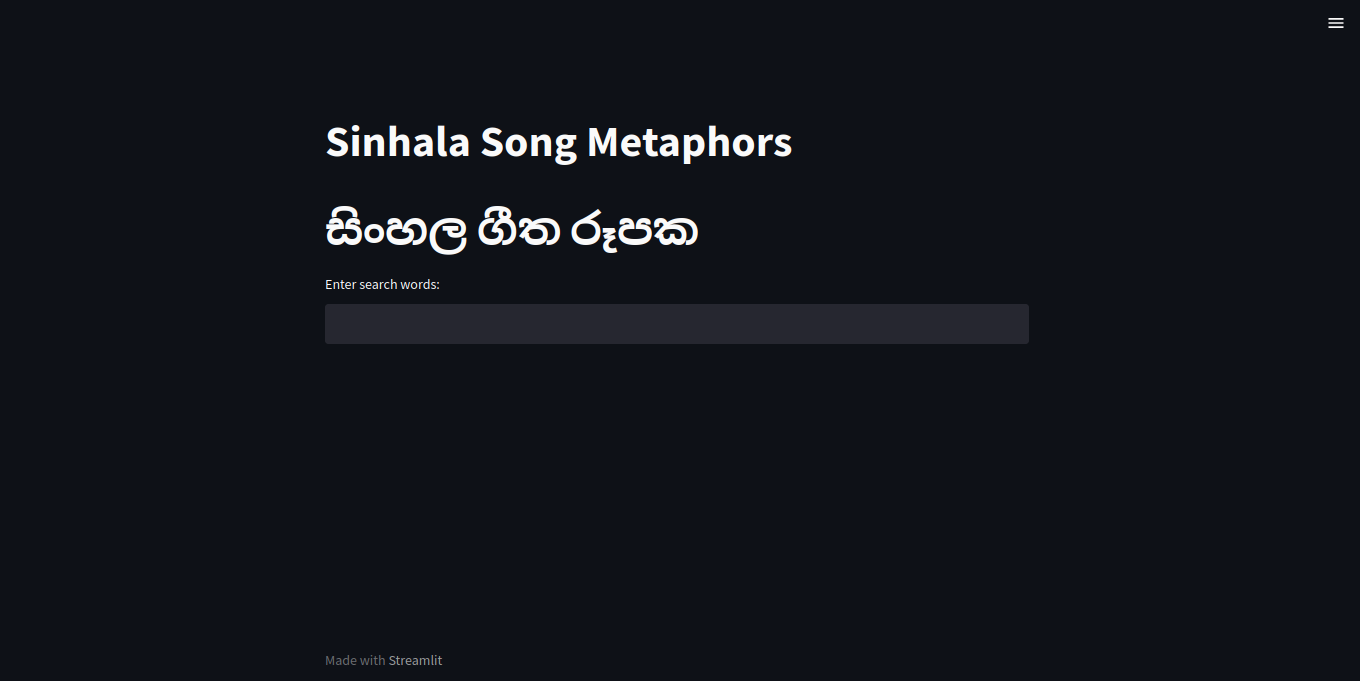 Sinhala Song Metaphors
සිංහල ගීත රූපක
Enter search words:
Made with Streamlit